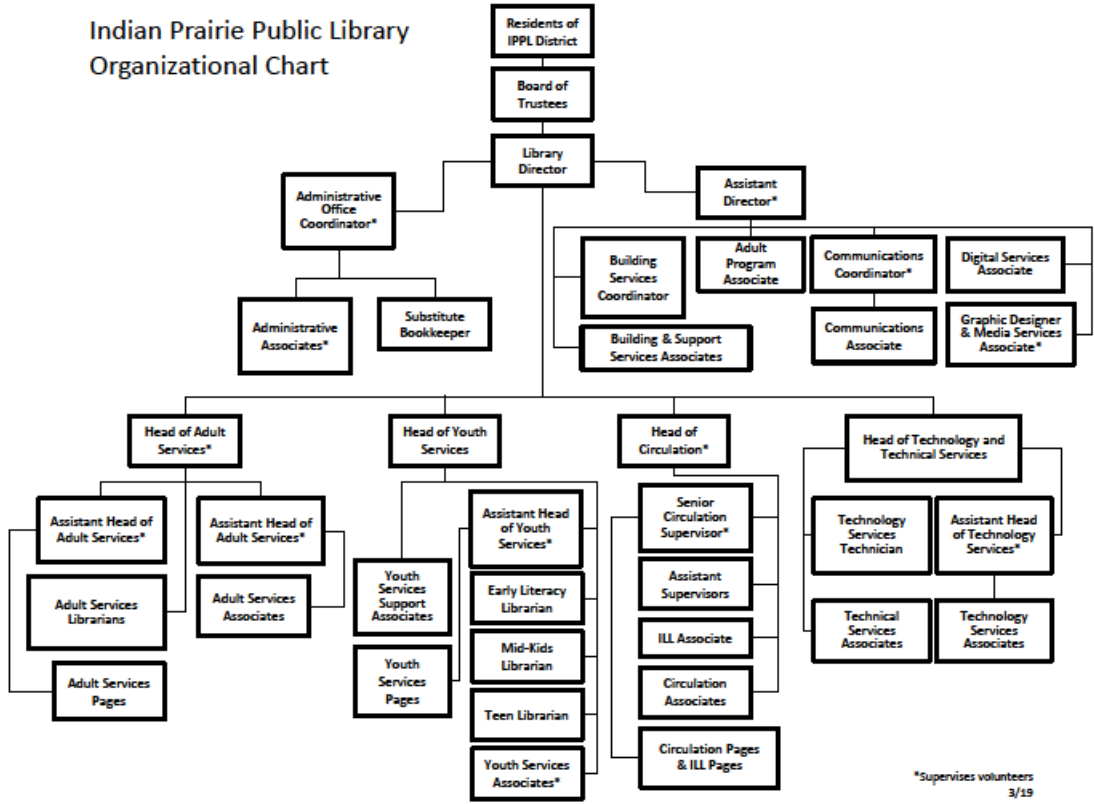 Indian Prairie Public Library
Organizational Chart
Residents of
IPPL District
Board of
Trustees
Library
Director
Administrative
Office
Coordinator*
Assistant
Director*
Administrative
Associates*
Substitute
Bookkeeper
Building
Services
Coordinator
Adult
Program
Associate
Communications
Coordinator*
Digital Services
Associate
Building & Support
Services Associates
Communications
Associate
Graphic Designer
& Media Services
Associate*
Head of Adult
Services*
Head of Youth
Services
Head of
Circulation*
Head of Technology and
Technical Services
Assistant Head of
Adult Services*
Assistant Head of
Adult Services*
Adult Services
Librarians
Adult Services
Associates
Adult Services
Pages
Youth
Services
Support
Associates
Youth
Services
Pages
Assistant Head
of Youth
Services*
Early Literacy
Librarian
Mid-Kids
Librarian
Teen Librarian
Youth Services
Associates*
Senior
Circulation
Supervisor*
Assistant
Supervisors
ILL Associate
Circulation
Associates
Circulation Pages
& ILL Pages
Technology
Services
Technician
Assistant Head
of Technology
Services*
Technical
Services
Associates
Technology
Services
Associates
*Supervises volunteers
3/19